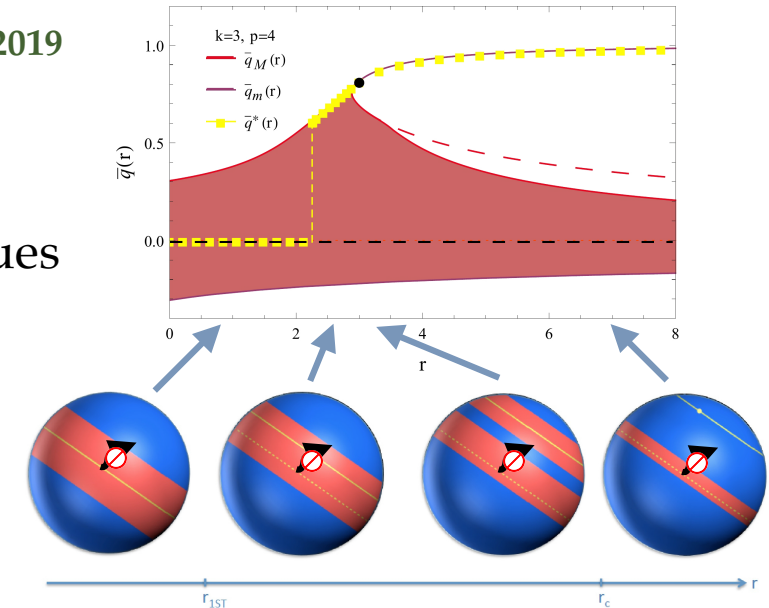 2019
k=3, p=4
q̄_M(r)
q̄_m(r)
q̄*(r)
1.0
0.5
0.0
q̄(r)
0 2 4 6 8
r
ues
r_1ST r_c r